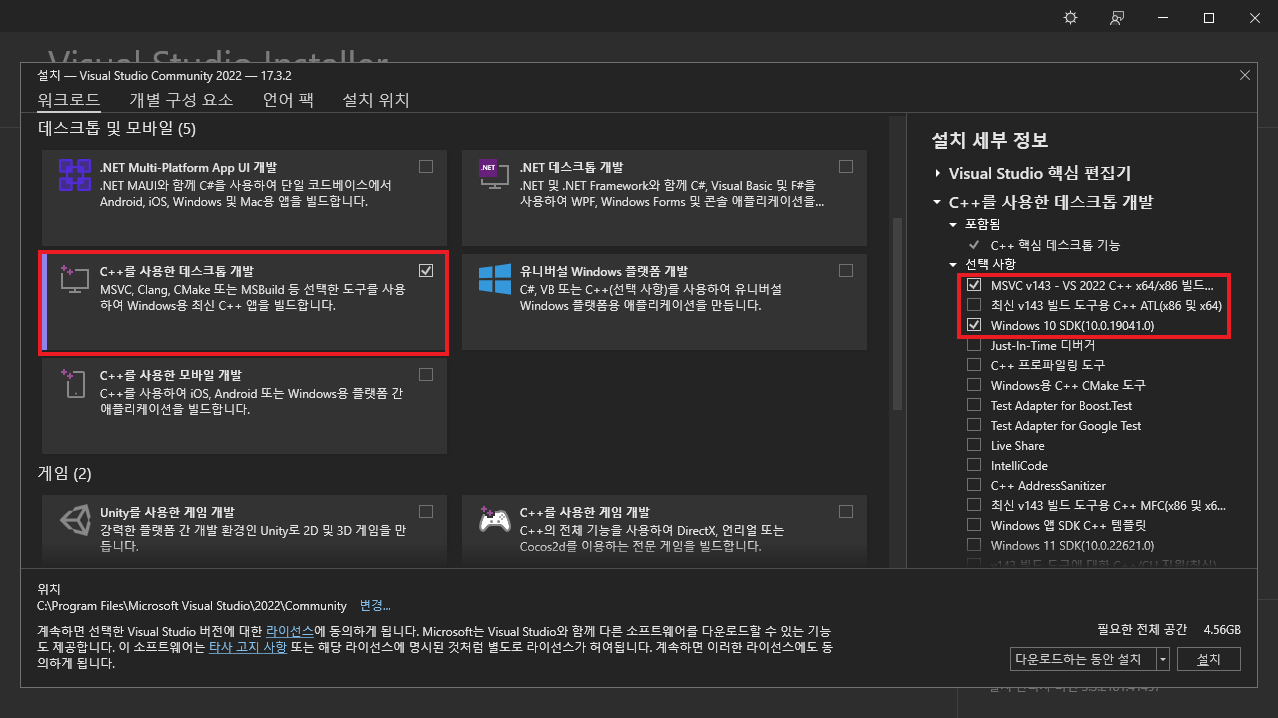 Visual Studio Installer
설치 — Visual Studio Community 2022 — 17.3.2
워크로드 개별 구성 요소 언어 팩 설치 위치
데스크톱 및 모바일 (5)
.NET Multi-Platform App UI 개발
.NET MAUI와 함께 C#을 사용하여 단일 코드베이스에서
Android, iOS, Windows 및 Mac용 앱을 빌드합니다.
.NET
.NET 데스크톱 개발
.NET 및 .NET Framework와 함께 C#, Visual Basic 및 F#을
사용하여 WPF, Windows Forms 및 콘솔 애플리케이션을...
C++를 사용한 데스크톱 개발
MSVC, Clang, CMake 또는 MSBuild 등 선택한 도구를 사용
하여 Windows용 최신 C++ 앱을 빌드합니다.
유니버설 Windows 플랫폼 개발
C#, VB 또는 C++(선택 사항)를 사용하여 유니버설
Windows 플랫폼용 애플리케이션을 만듭니다.
C++를 사용한 모바일 개발
C++를 사용하여 iOS, Android 또는 Windows용 플랫폼 간
애플리케이션을 빌드합니다.
게임 (2)
Unity를 사용한 게임 개발
강력한 플랫폼 간 개발 환경인 Unity로 2D 및 3D 게임을 만
듭니다.
C++를 사용한 게임 개발
C++의 전체 기능을 사용하여 DirectX, 언리얼 또는
Cocos2d를 이용하는 전문 게임을 빌드합니다.
설치 세부 정보
Visual Studio 핵심 편집기
C++를 사용한 데스크톱 개발
포함됨
C++ 핵심 데스크톱 기능
선택 사항
MSVC v143 - VS 2022 C++ x64/x86 빌드...
최신 v143 빌드 도구용 C++ ATL(x86 및 x64)
Windows 10 SDK(10.0.19041.0)
Just-In-Time 디버거
C++ 프로파일링 도구
Windows용 C++ CMake 도구
Test Adapter for Boost.Test
Test Adapter for Google Test
Live Share
IntelliCode
C++ AddressSanitizer
최신 v143 빌드 도구용 C++ MFC(x86 및 x6...
Windows 앱 SDK C++ 템플릿
Windows 11 SDK(10.0.22621.0)
v143 빌드 도구에 대한 C++/CLI 지원(최신)
위치
C:\Program Files\Microsoft Visual Studio\2022\Community 변경...
계속하면 선택한 Visual Studio 버전에 대한 라이선스에 동의하게 됩니다. Microsoft는 Visual Studio와 함께 다른 소프트웨어를 다운로드할 수 있는 기능
도 제공합니다. 이 소프트웨어는 타사 고지 사항 또는 해당 라이선스에 명시된 것처럼 별도로 라이선스가 허여됩니다. 계속하면 이러한 라이선스에도 동
의하게 됩니다.
필요한 전체 공간 4.56GB
다운로드하는 동안 설치 설치